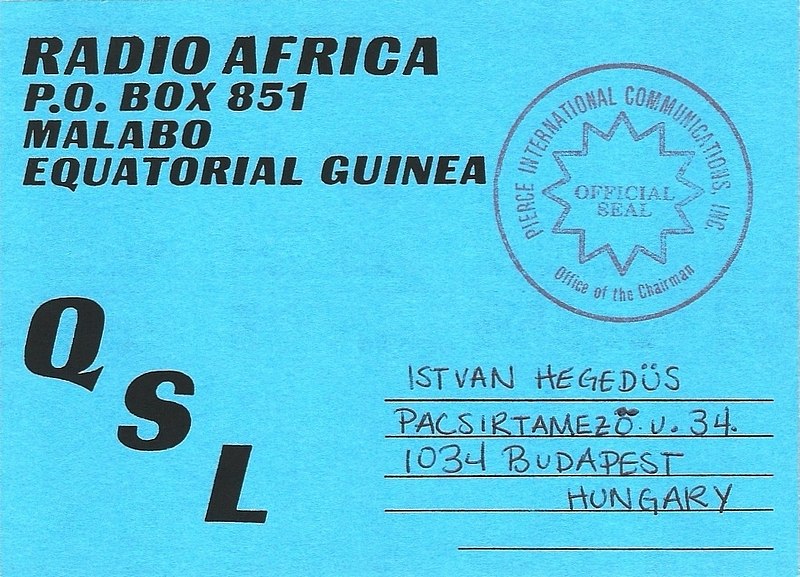 RADIO AFRICA
P.O. BOX 851
MALABO
EQUATORIAL GUINEA
PIERCE INTERNATIONAL COMMUNICATIONS, INC.
OFFICIAL
SEAL
Office of the Chairman
QSL
ISTVAN HEGEDÜS
PACSIRTAMEZŐ.U.34.
1034 BUDAPEST
HUNGARY